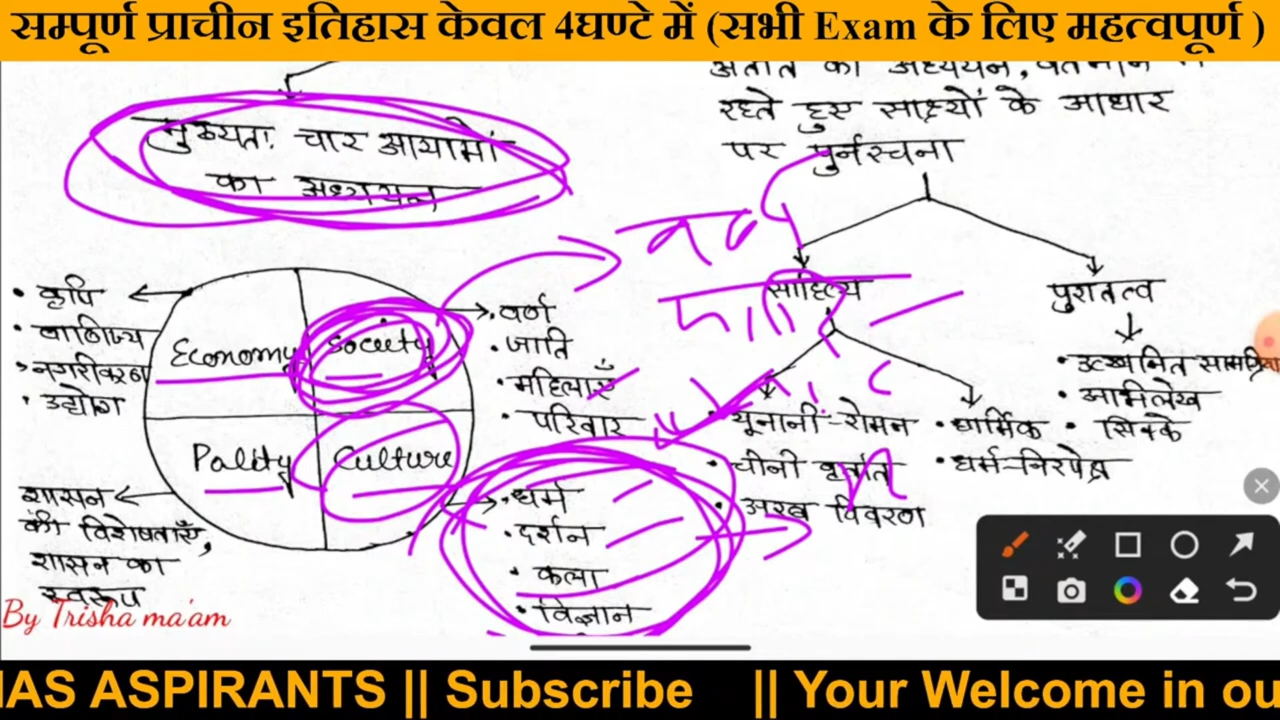 सम्पूर्ण प्राचीन इतिहास केवल 4घण्टे में (सभी Exam के लिए महत्वपूर्ण )
मुख्यतः चार आयामों
का अध्ययन
Economy
Society
Polity
Culture
• कृषि
• वाणिज्य
• नगरीकरण
• उद्योग
• वर्ण
• जाति
• महिलाएँ
• परिवार
शासन
की विशेषताएँ,
शासन का
स्वरूप
• धर्म
• दर्शन
• कला
• विज्ञान
अतीत का अध्ययन, वर्तमान
रहते हुए साक्ष्यों के आधार
पर पुर्नरचना
साहित्य
पुरातत्व
• यूनानी-रोमन
• चीनी वृत्तांत
• अरब विवरण
• धार्मिक
• धर्म-निरपेक्ष
• उत्खनित सामग्रियां
• अभिलेख
• सिक्के
By Trisha ma'am
IAS ASPIRANTS || Subscribe || Your Welcome in ou